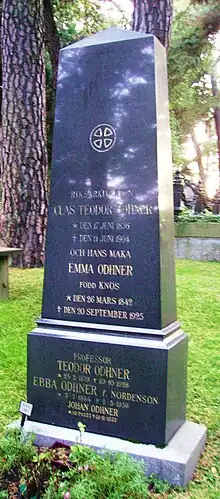 RIKSARKIVARIEN
CLAS TEODOR ODHNER
* DEN 17 JUNI 1836
† DEN 11 JUNI 1904
OCH HANS MAKA
EMMA ODHNER
FÖDD KNÖS
* DEN 26 MARS 1842
† DEN 20 SEPTEMBER 1925
PROFESSOR
TEODOR ODHNER
EBBA ODHNER F. NORDENSON
JOHAN ODHNER